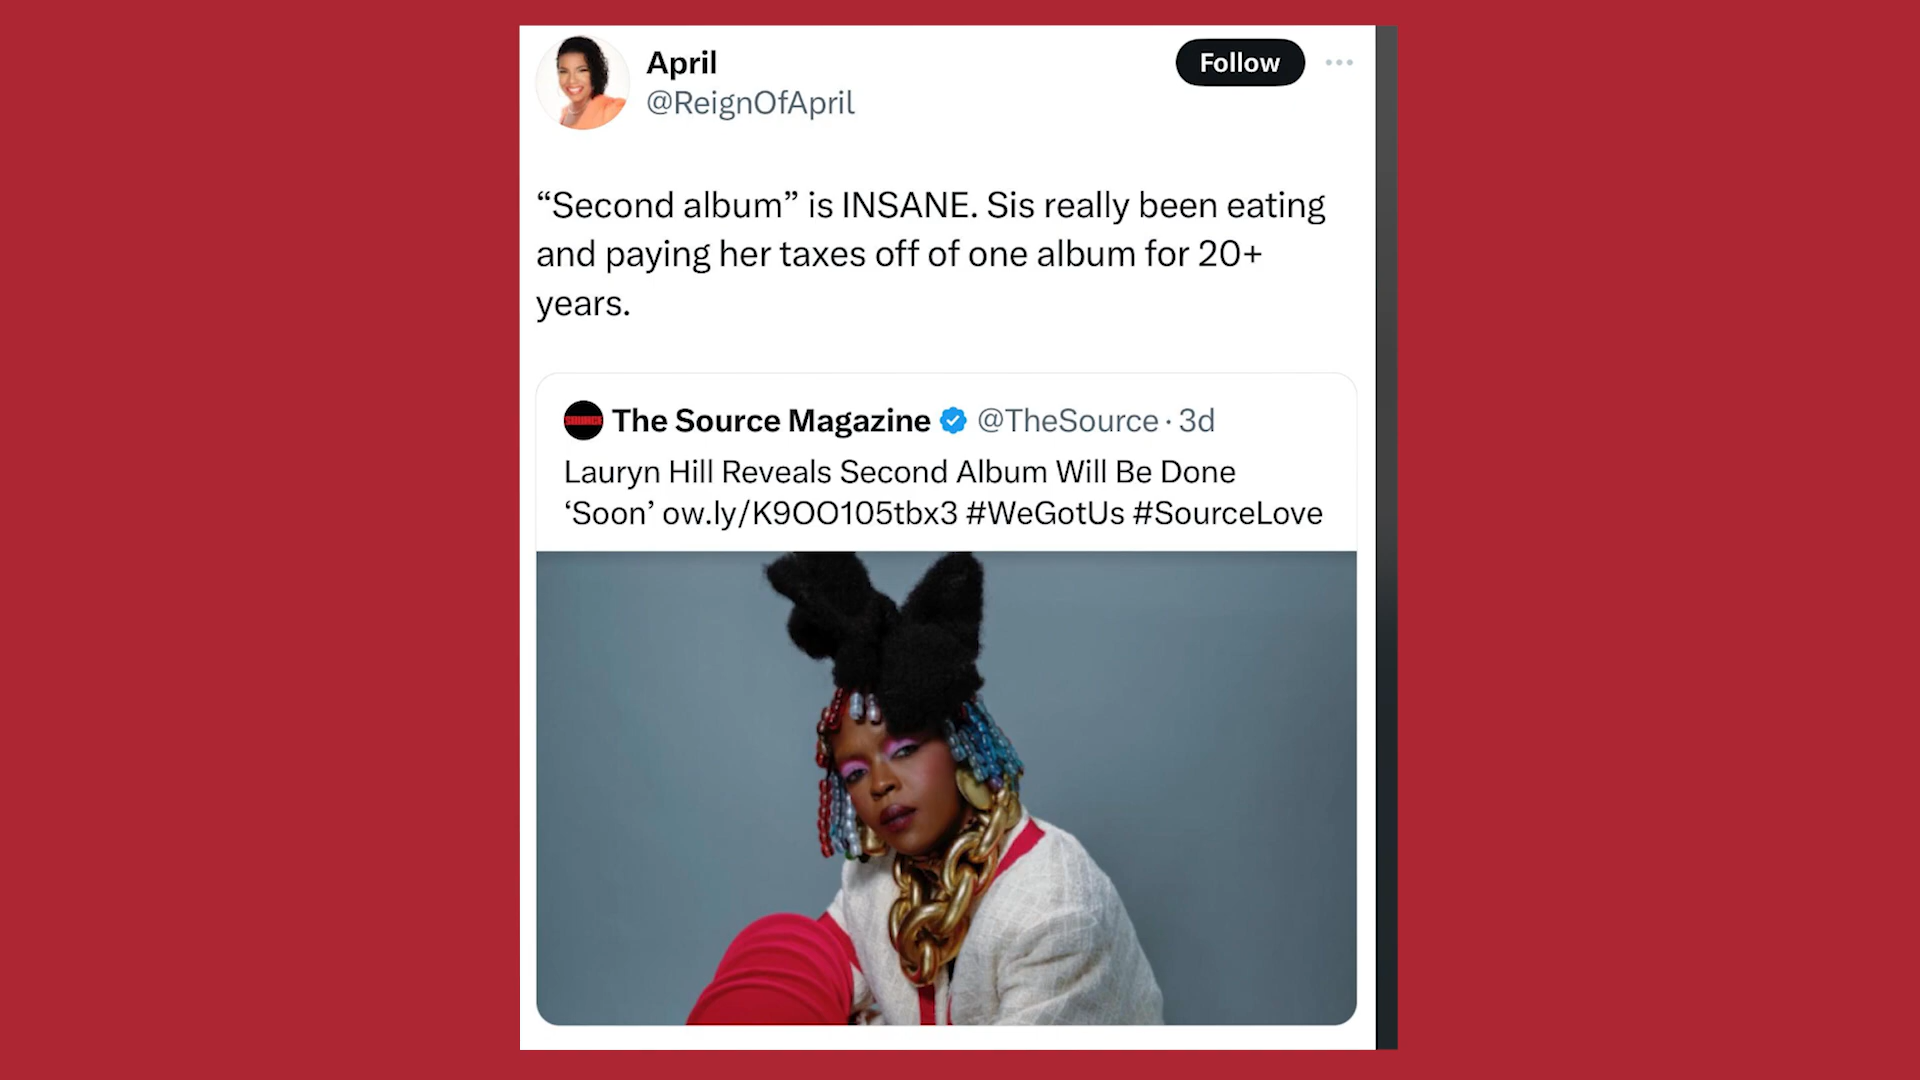 April
Follow
@ReignOfApril
“Second album” is INSANE. Sis really been eating
and paying her taxes off of one album for 20+
years.
The Source Magazine @TheSource · 3d
Lauryn Hill Reveals Second Album Will Be Done
‘Soon’ ow.ly/K9OO105tbx3 #WeGotUs #SourceLove